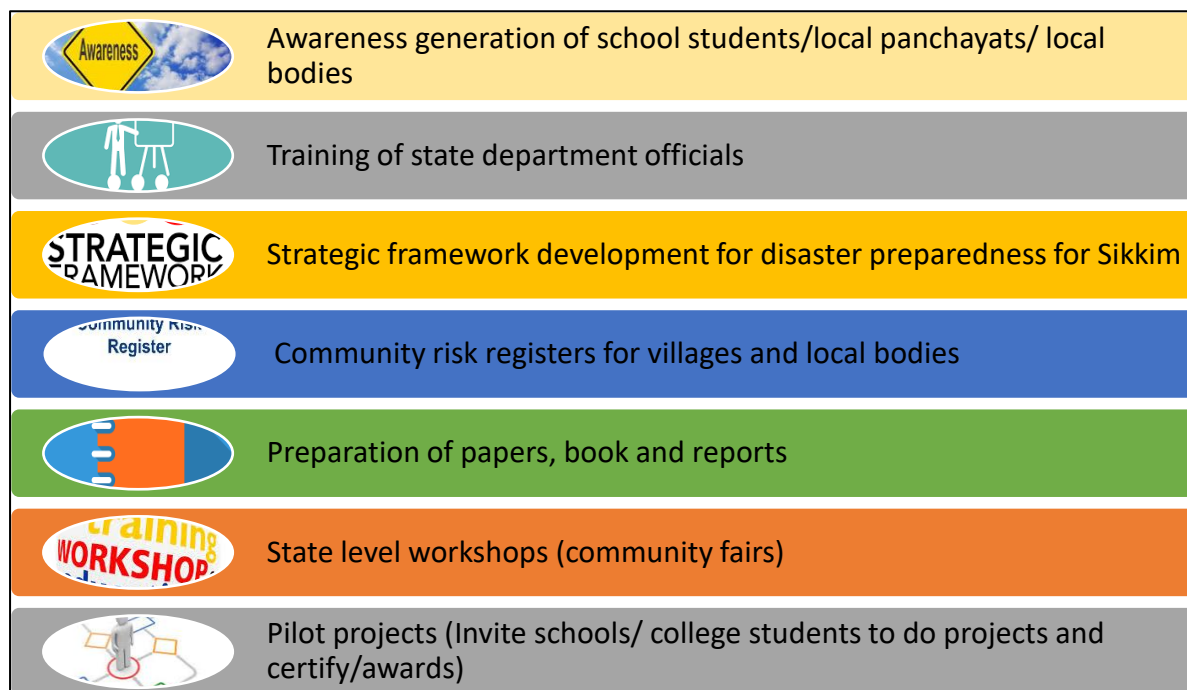 Awareness
Awareness generation of school students/local panchayats/ local
bodies
Training of state department officials
STRATEGIC
FRAMEWORK
Strategic framework development for disaster preparedness for Sikkim
Community Risk
Register
Community risk registers for villages and local bodies
Preparation of papers, book and reports
training
WORKSHOP
State level workshops (community fairs)
Pilot projects (Invite schools/ college students to do projects and
certify/awards)